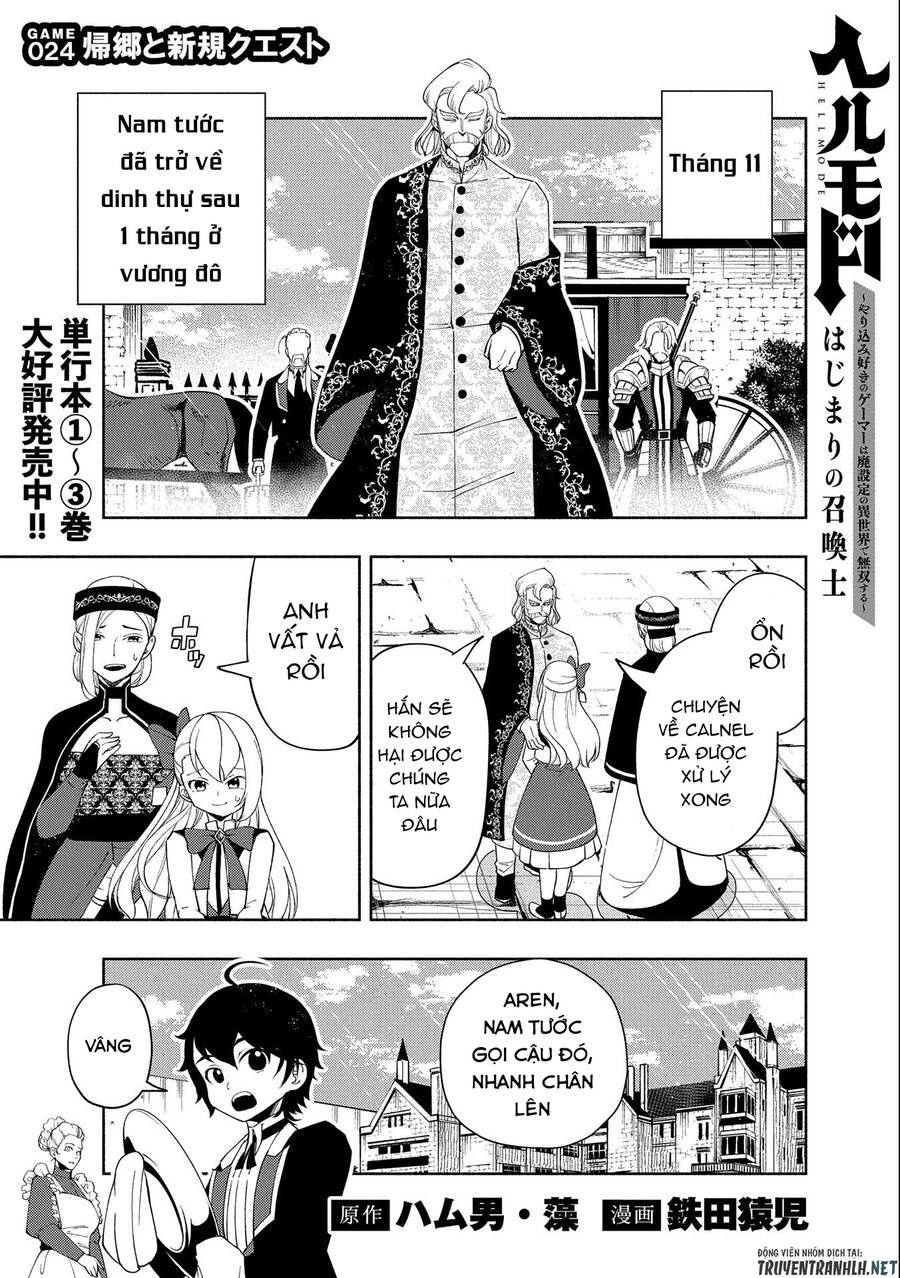 GAME
024 帰郷と新規クエスト
ヘルモード
HELLMODE
～やり込み好きのゲーマーは廃設定の異世界で無双する～
はじまりの召喚士
Tháng 11
Nam tước
đã trở về
dinh thự sau
1 tháng ở
vương đô
単行本①～③巻
大好評発売中!!
ỔN
RỒI
CHUYỆN
VỀ CALNEL
ĐÃ ĐƯỢC
XỬ LÝ
XONG
HẮN SẼ
KHÔNG
HẠI ĐƯỢC
CHÚNG
TA NỮA
ĐÂU
ANH
VẤT VẢ
RỒI
ホッ
AREN,
NAM TƯỚC
GỌI CẬU ĐÓ,
NHANH CHÂN
LÊN
VÂNG
原作 ハム男・藻 漫画 鉄田猿児
ĐỘNG VIÊN NHÓM DỊCH TẠI:
TRUYENTRANHLH.NET